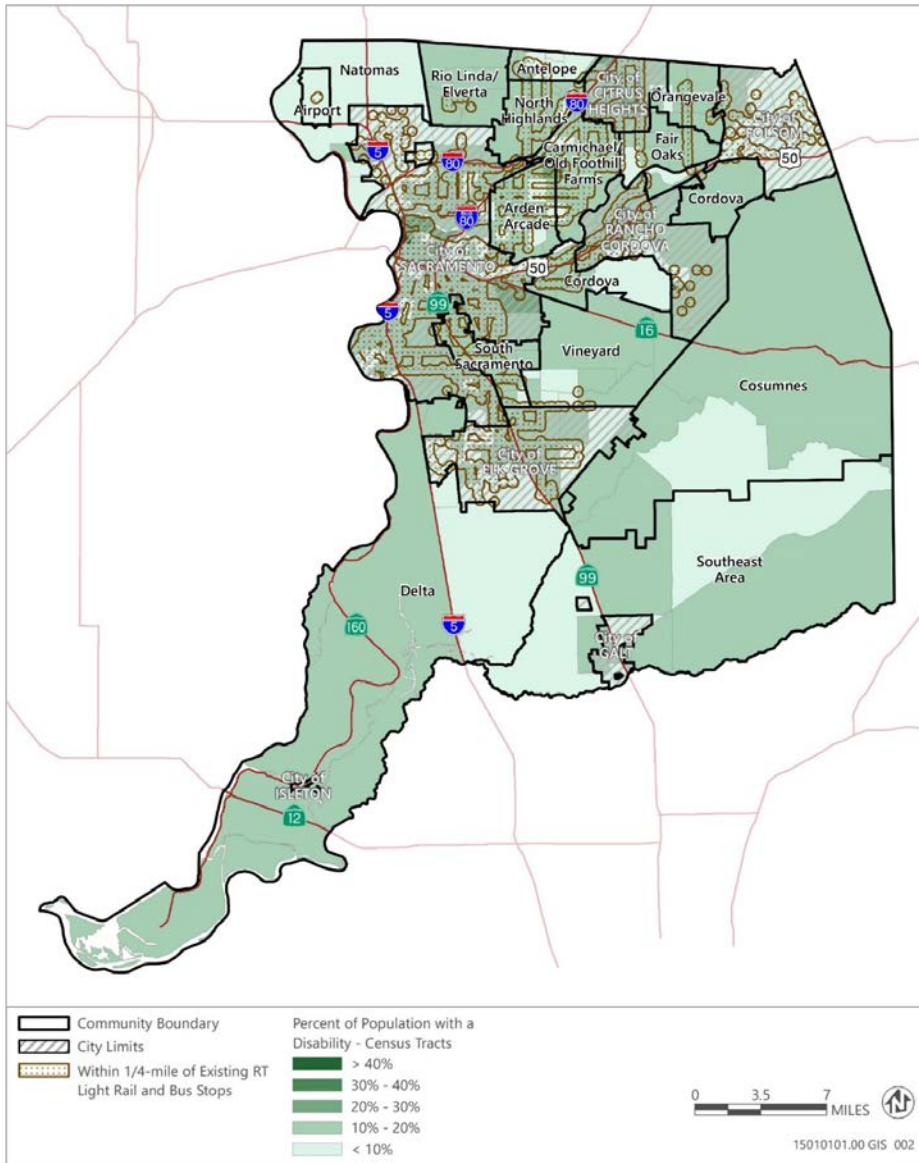 Natomas
Airport
Rio Linda/
Elverta
Antelope
North
Highlands
City of
CITRUS
HEIGHTS
80
Orangevale
City of
FOLSOM
50
Fair
Oaks
Carmichael/
Old Foothill
Farms
5
80
80
Arden
Arcade
City of
RANCHO
CORDOVA
Cordova
City of
SACRAMENTO
50
Cordova
5
99
16
South
Sacramento
Vineyard
Cosumnes
City of
ELK GROVE
Southeast
Area
99
Delta
160
5
City of
GALT
City of
ISLETON
12
Community Boundary
City Limits
Within 1/4-mile of Existing RT
Light Rail and Bus Stops
Percent of Population with a
Disability - Census Tracts
> 40%
30% - 40%
20% - 30%
10% - 20%
< 10%
0 3.5 7
MILES
N
15010101.00 GIS 002